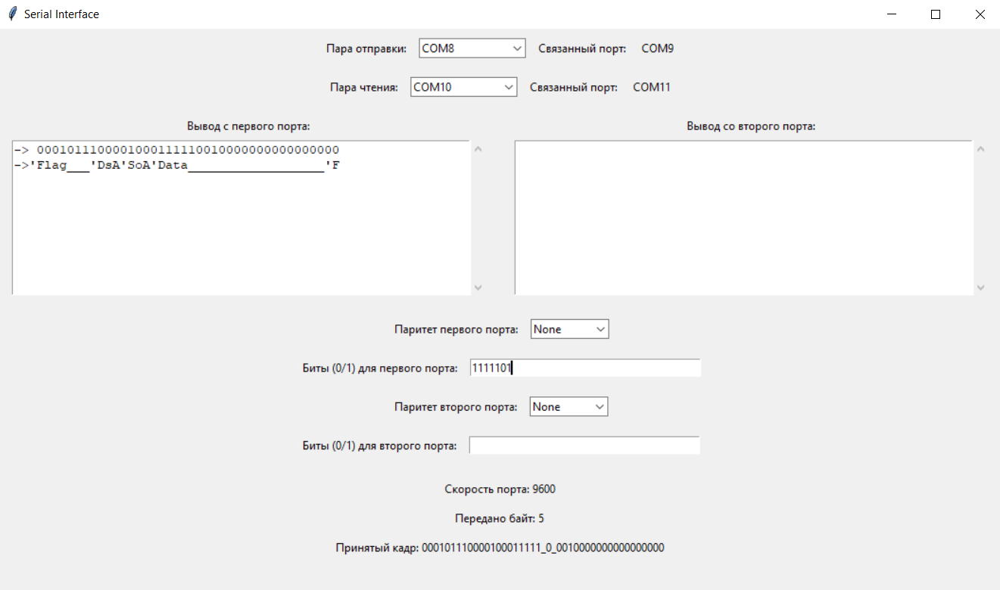 Serial Interface
Пара отправки: COM8 Связанный порт: COM9
Пара чтения: COM10 Связанный порт: COM11
Вывод с первого порта: Вывод со второго порта:
-> 0001011100001000111110010000000000000000
->'Flag___'DsA'SoA'Data__________________'F
Паритет первого порта: None
Биты (0/1) для первого порта: 1111101
Паритет второго порта: None
Биты (0/1) для второго порта:
Скорость порта: 9600
Передано байт: 5
Принятый кадр: 000101110000100011111_0_0010000000000000000